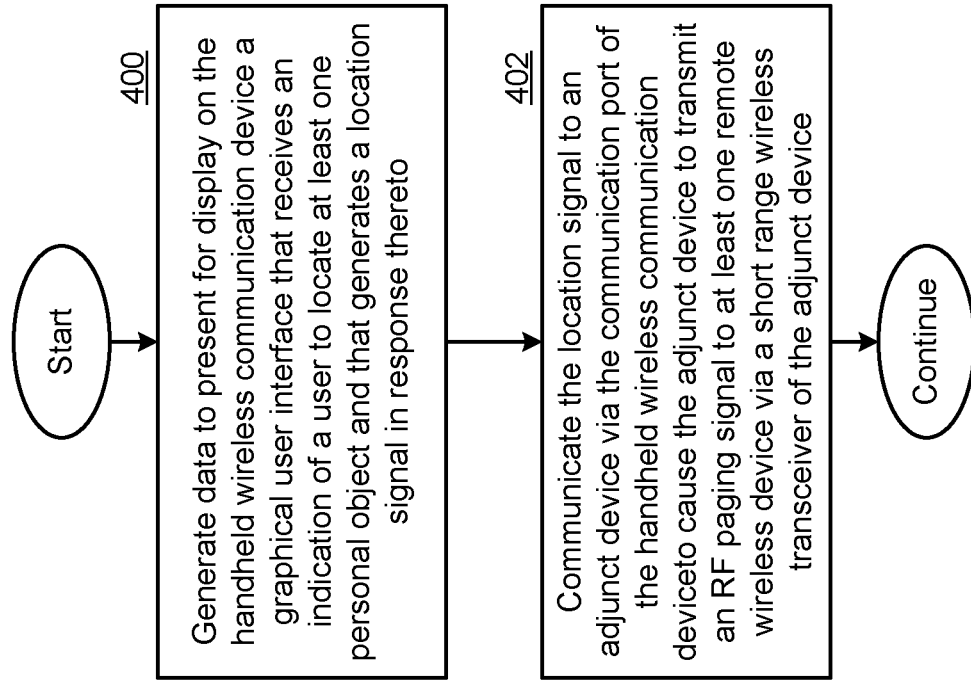 Start
400
Generate data to present for display on the
handheld wireless communication device a
graphical user interface that receives an
indication of a user to locate at least one
personal object and that generates a location
signal in response thereto
402
Communicate the location signal to an
adjunct device via the communication port of
the handheld wireless communication
deviceto cause the adjunct device to transmit
an RF paging signal to at least one remote
wireless device via a short range wireless
transceiver of the adjunct device
Continue